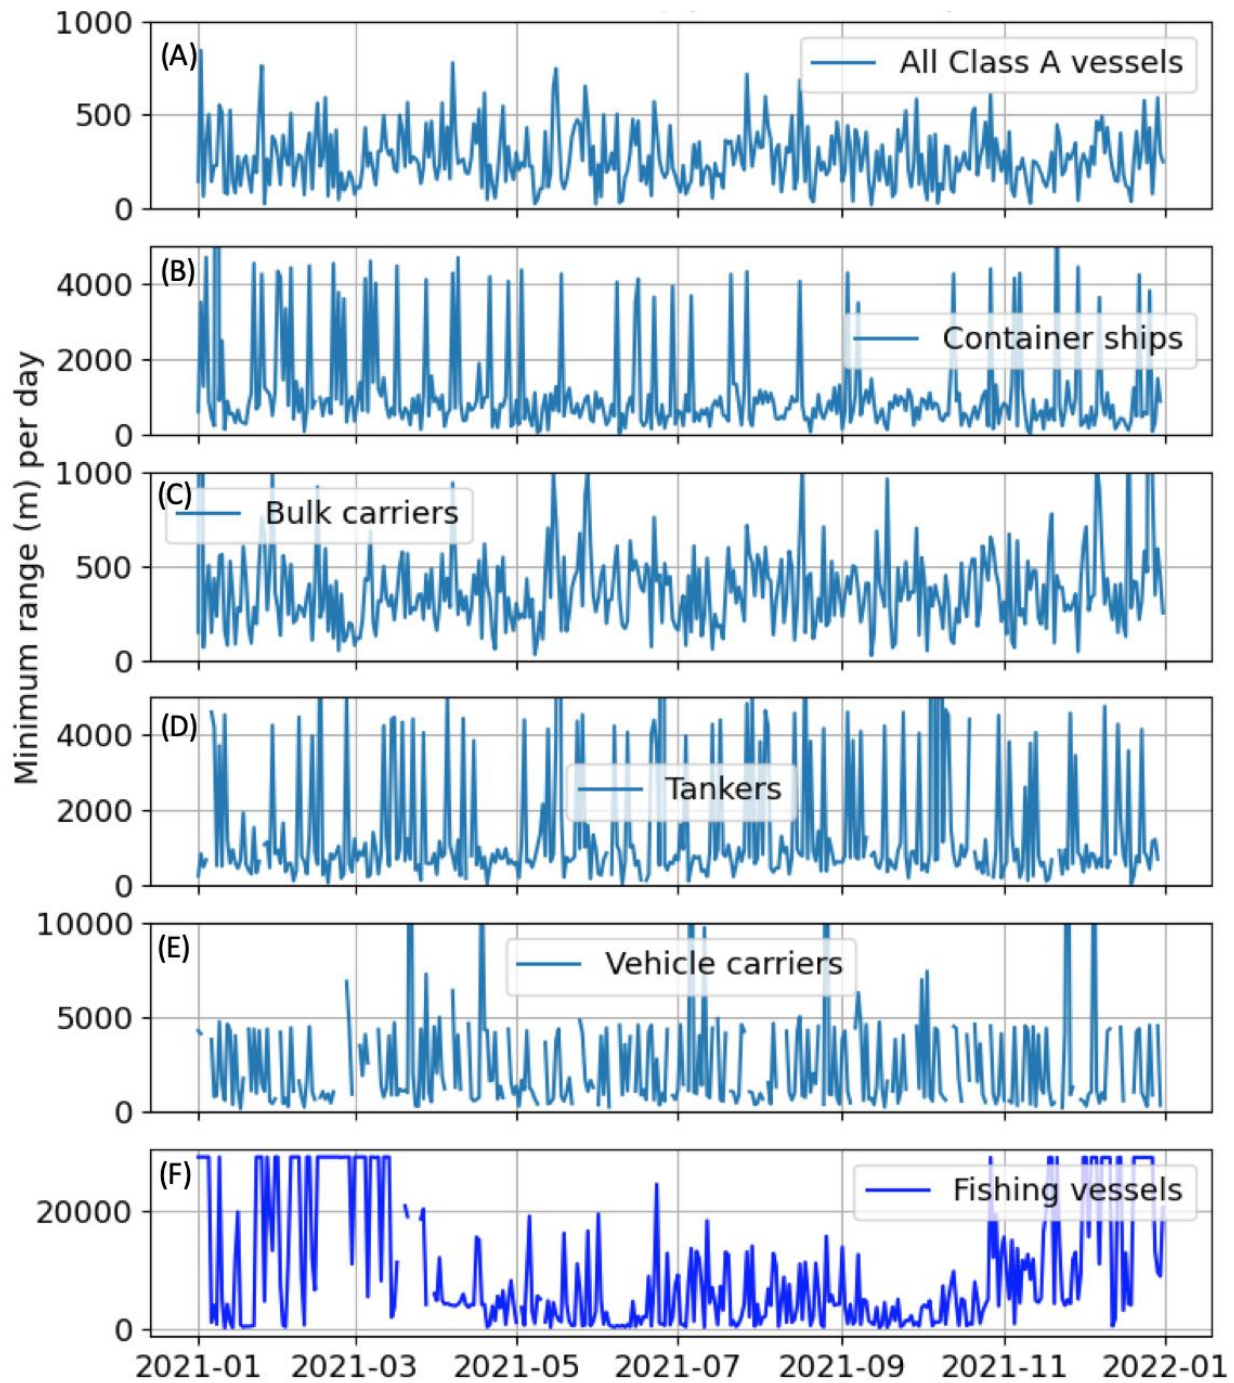 (A)
All Class A vessels
1000
500
0
(B)
Container ships
4000
2000
0
(C)
Bulk carriers
1000
500
0
(D)
Tankers
4000
2000
0
(E)
Vehicle carriers
10000
5000
0
(F)
Fishing vessels
20000
0
Minimum range (m) per day
2021-01 2021-03 2021-05 2021-07 2021-09 2021-11 2022-01